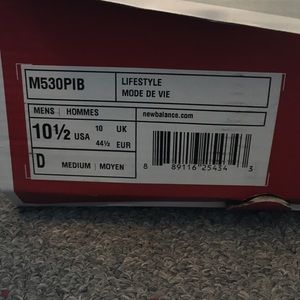 M530PIB
LIFESTYLE
MODE DE VIE
MENS | HOMMES
newbalance.com
10½ USA 10 UK
44½ EUR
D MEDIUM | MOYEN
8 89116 25434 3